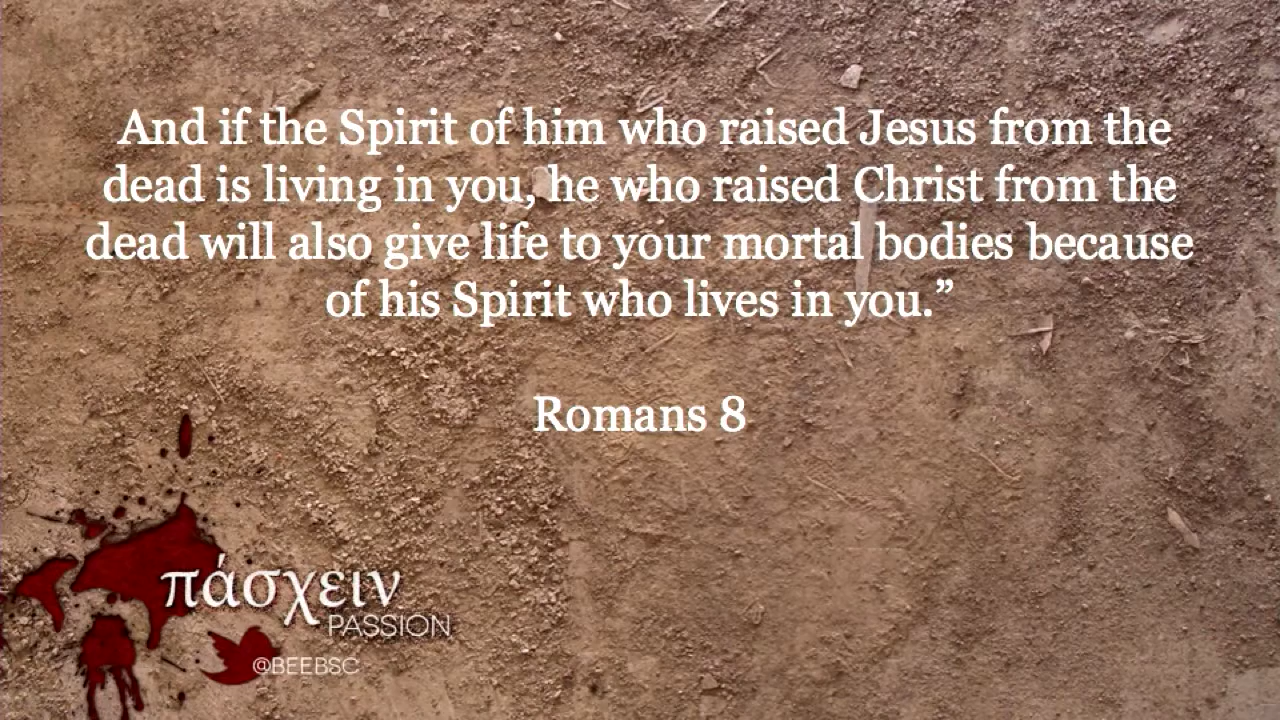 And if the Spirit of him who raised Jesus from the
dead is living in you, he who raised Christ from the
dead will also give life to your mortal bodies because
of his Spirit who lives in you.”
Romans 8
πάσχειν
PASSION
@BEEBSC